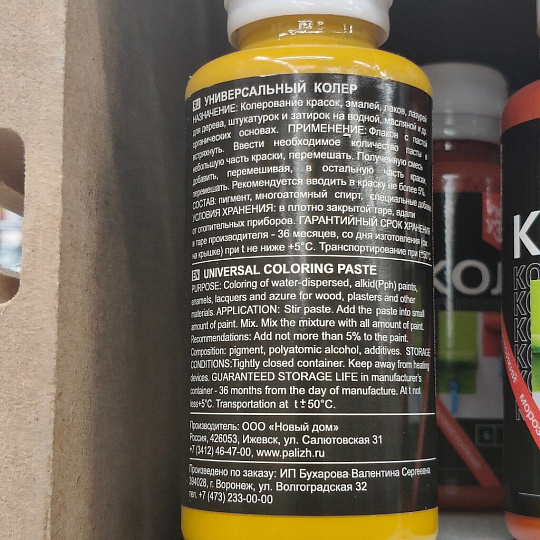 RU УНИВЕРСАЛЬНЫЙ КОЛЕР
НАЗНАЧЕНИЕ: Колерование красок, эмалей, лаков, лазурей
для дерева, штукатурок и затирок на водной, масляной и др.
органических основах. ПРИМЕНЕНИЕ: Флакон с пастой
встряхнуть. Ввести необходимое количество пасты в
небольшую часть краски, перемешать. Полученную смесь
добавить, перемешивая, в остальную часть краски,
перемешать. Рекомендуется вводить в краску не более 5%.
СОСТАВ: пигмент, многоатомный спирт, специальные добавки
УСЛОВИЯ ХРАНЕНИЯ: в плотно закрытой таре, вдали
от отопительных приборов. ГАРАНТИЙНЫЙ СРОК ХРАНЕНИЯ
в таре производителя - 36 месяцев, со дня изготовления (см.
на крышке) при t не ниже +5°C. Транспортирование при t±50°C
EN UNIVERSAL COLORING PASTE
PURPOSE: Coloring of water-dispersed, alkid(Pph) paints,
enamels, lacquers and azure for wood, plasters and other
materials. APPLICATION: Stir paste. Add the paste into small
amount of paint. Mix. Mix the mixture with all amount of paint.
Recommendations: Add not more than 5% to the paint.
Composition: pigment, polyatomic alcohol, additives. STORAGE
CONDITIONS:Tightly closed container. Keep away from heating
devices. GUARANTEED STORAGE LIFE in manufacturer's
container - 36 months from the day of manufacture. At t not
less+5°C. Transportation at t±50°C.
Производитель: ООО «Новый дом»
Россия, 426053, Ижевск, ул. Салютовская 31
+7 (3412) 46-47-00, www.palizh.ru
Произведено по заказу: ИП Бухарова Валентина Сергеевна
394028, г. Воронеж, ул. Волгоградская 32
тел. +7 (473) 233-00-00
КОЛ